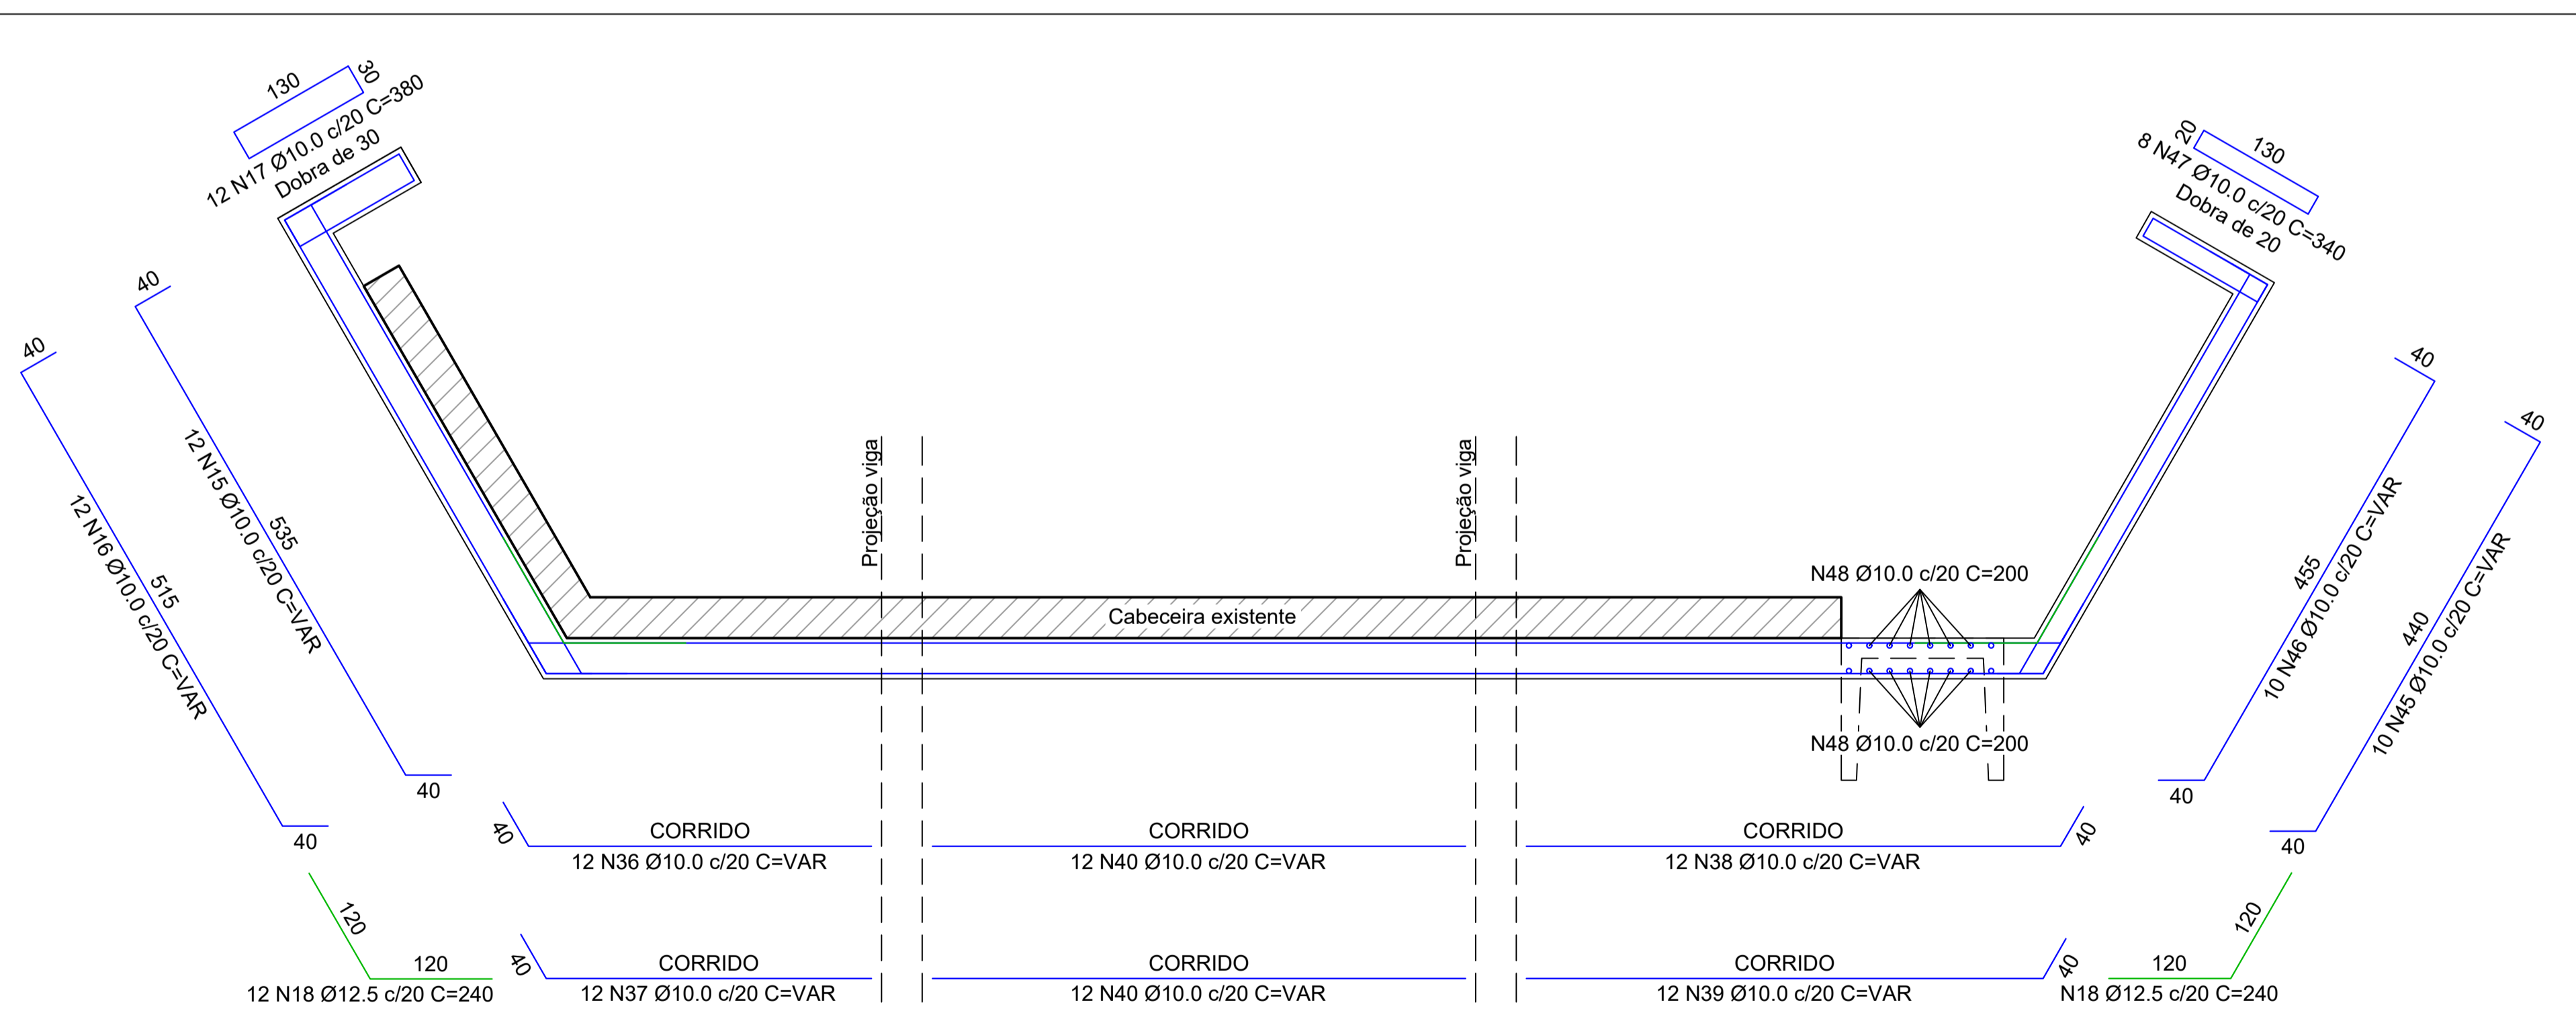 130
30
12 N17 Ø10.0 c/20 C=380
Dobra de 30
20
130
8 N47 Ø10.0 c/20 C=340
Dobra de 20
40
535
12 N15 Ø10.0 c/20 C=VAR
40
40
515
12 N16 Ø10.0 c/20 C=VAR
40
40
455
10 N46 Ø10.0 c/20 C=VAR
40
40
440
10 N45 Ø10.0 c/20 C=VAR
40
Projeção viga
Projeção viga
Cabeceira existente
N48 Ø10.0 c/20 C=200
N48 Ø10.0 c/20 C=200
40
CORRIDO
12 N36 Ø10.0 c/20 C=VAR
CORRIDO
12 N40 Ø10.0 c/20 C=VAR
CORRIDO
12 N38 Ø10.0 c/20 C=VAR
40
120
120
12 N18 Ø12.5 c/20 C=240
40
CORRIDO
12 N37 Ø10.0 c/20 C=VAR
CORRIDO
12 N40 Ø10.0 c/20 C=VAR
CORRIDO
12 N39 Ø10.0 c/20 C=VAR
40
120
120
N18 Ø12.5 c/20 C=240